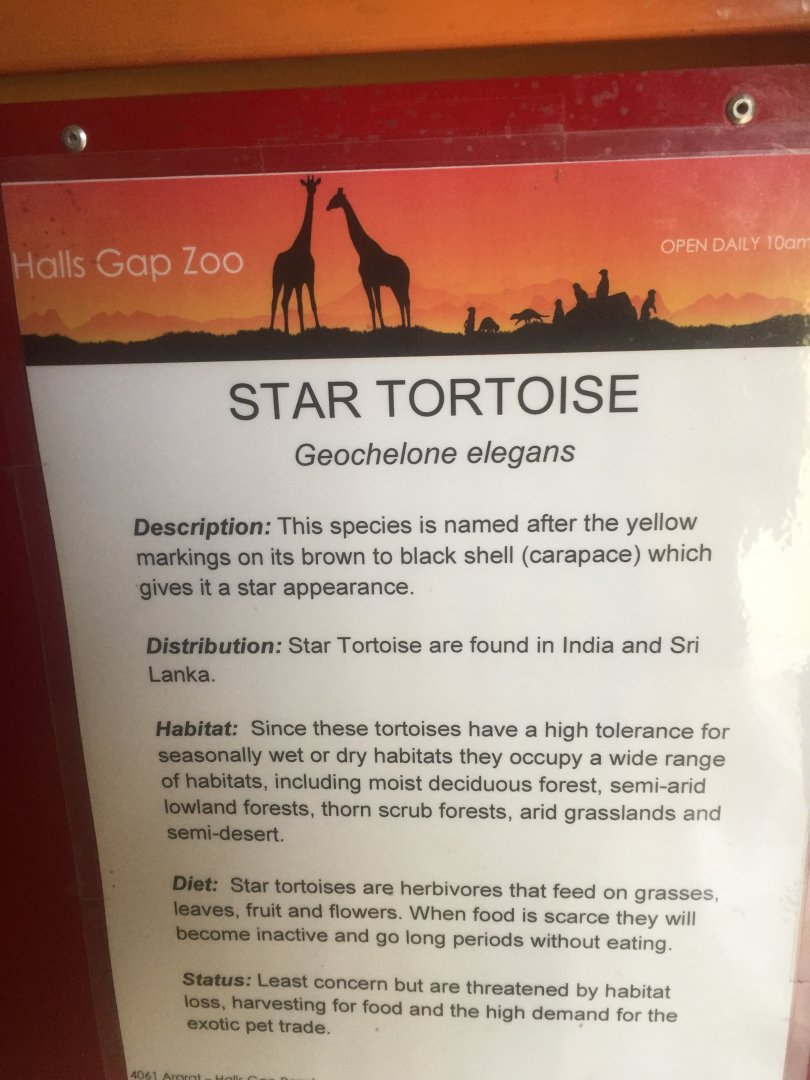 Halls Gap Zoo
OPEN DAILY 10am
STAR TORTOISE
Geochelone elegans
Description: This species is named after the yellow
markings on its brown to black shell (carapace) which
gives it a star appearance.
Distribution: Star Tortoise are found in India and Sri
Lanka.
Habitat: Since these tortoises have a high tolerance for
seasonally wet or dry habitats they occupy a wide range
of habitats, including moist deciduous forest, semi-arid
lowland forests, thorn scrub forests, arid grasslands and
semi-desert.
Diet: Star tortoises are herbivores that feed on grasses,
leaves, fruit and flowers. When food is scarce they will
become inactive and go long periods without eating.
Status: Least concern but are threatened by habitat
loss, harvesting for food and the high demand for the
exotic pet trade.
4061 Ararat – Halls Gap